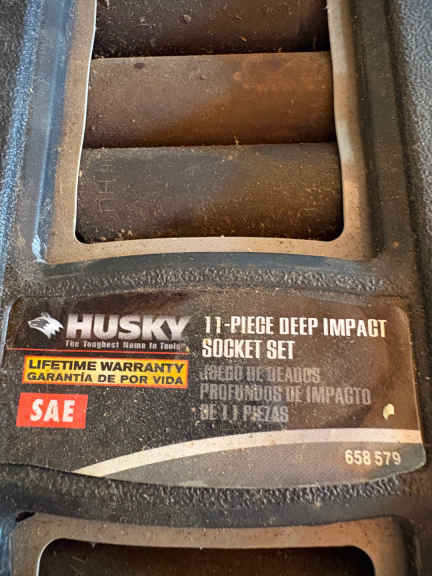 HUSKY
The Toughest Name In Tools
LIFETIME WARRANTY
GARANTÍA DE POR VIDA
SAE
11-PIECE DEEP IMPACT
SOCKET SET
JUEGO DE DEADOS
PROFUNDOS DE IMPACTO
DE 11 PIEZAS
658 579